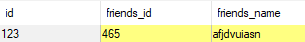 id friends_id friends_name
123 465 afjdvuiasn